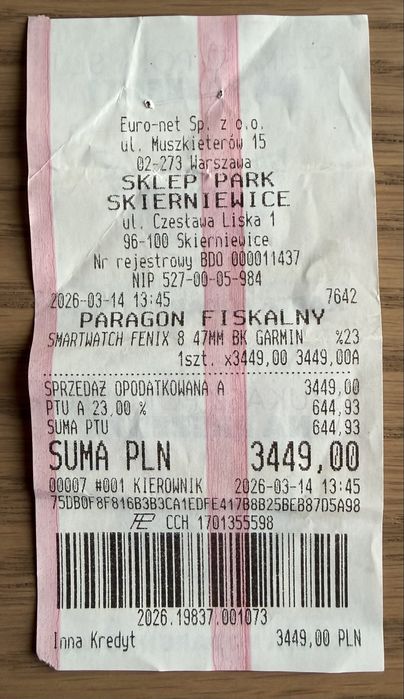 Euro-net Sp. z o.o.
ul. Muszkieterów 15
02-273 Warszawa
SKLEP PARK
SKIERNIEWICE
ul. Czesława Liska 1
96-100 Skierniewice
Nr rejestrowy BDO 000011437
NIP 527-00-05-984
2026-03-14 13:45 7642
PARAGON FISKALNY
SMARTWATCH FENIX 8 47MM BK GARMIN %23
1szt. x3449,00 3449,00A
SPRZEDAŻ OPODATKOWANA A 3449,00
PTU A 23,00 % 644,93
SUMA PTU 644,93
SUMA PLN 3449,00
00007 #001 KIEROWNIK 2026-03-14 13:45
75DB0F8F816B3B3CA1EDFE417B8B25BEB87D5A98
CCH 1701355598
2026.19837.001073
Inna Kredyt 3449,00 PLN